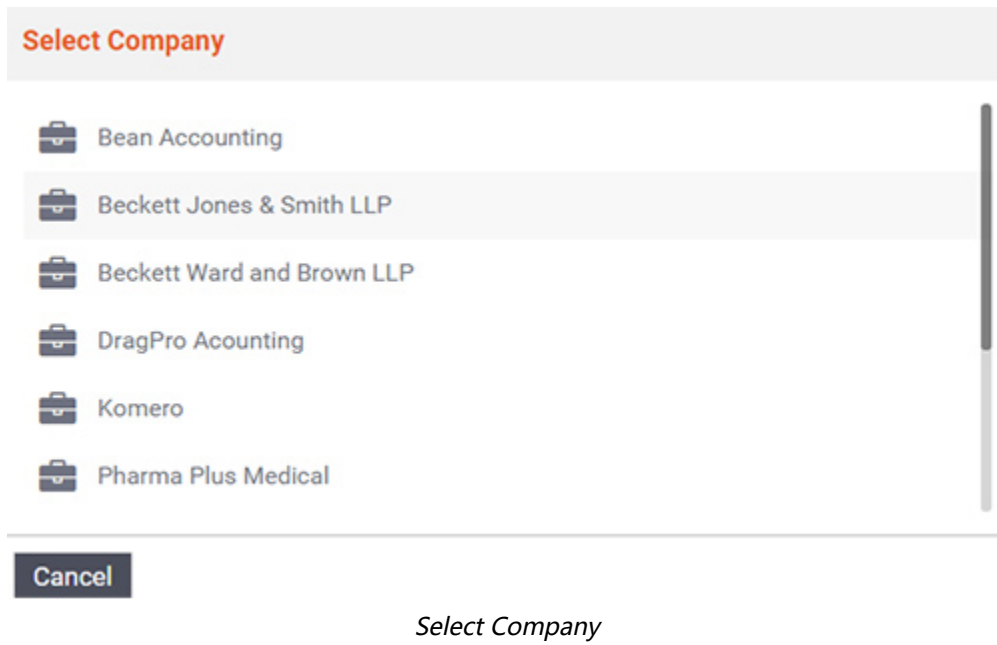 Select Company
Bean Accounting
Beckett Jones & Smith LLP
Beckett Ward and Brown LLP
DragPro Acounting
Komero
Pharma Plus Medical
Cancel
Select Company